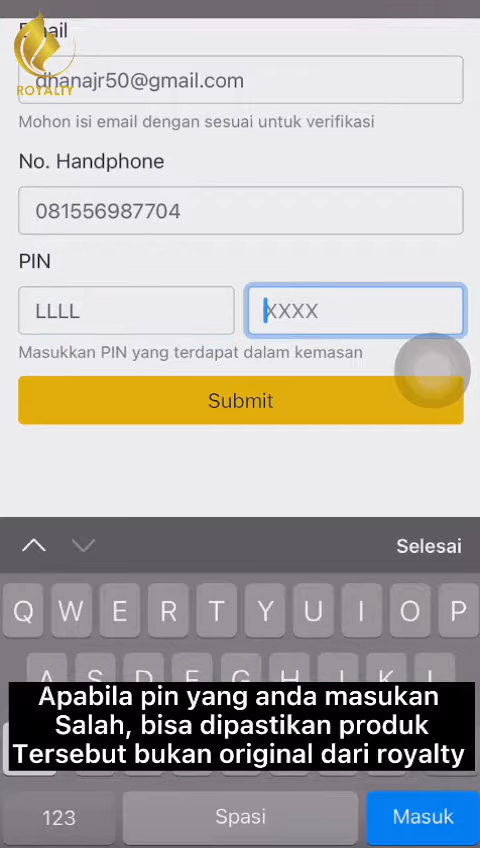 Email
ROYALTY
dhanajr50@gmail.com
Mohon isi email dengan sesuai untuk verifikasi
No. Handphone
081556987704
PIN
LLLL XXXX
Masukkan PIN yang terdapat dalam kemasan
Submit
Selesai
Q W E R T Y U I O P
A S D F G H J K L
Apabila pin yang anda masukan
Salah, bisa dipastikan produk
Tersebut bukan original dari royalty
123 Spasi Masuk